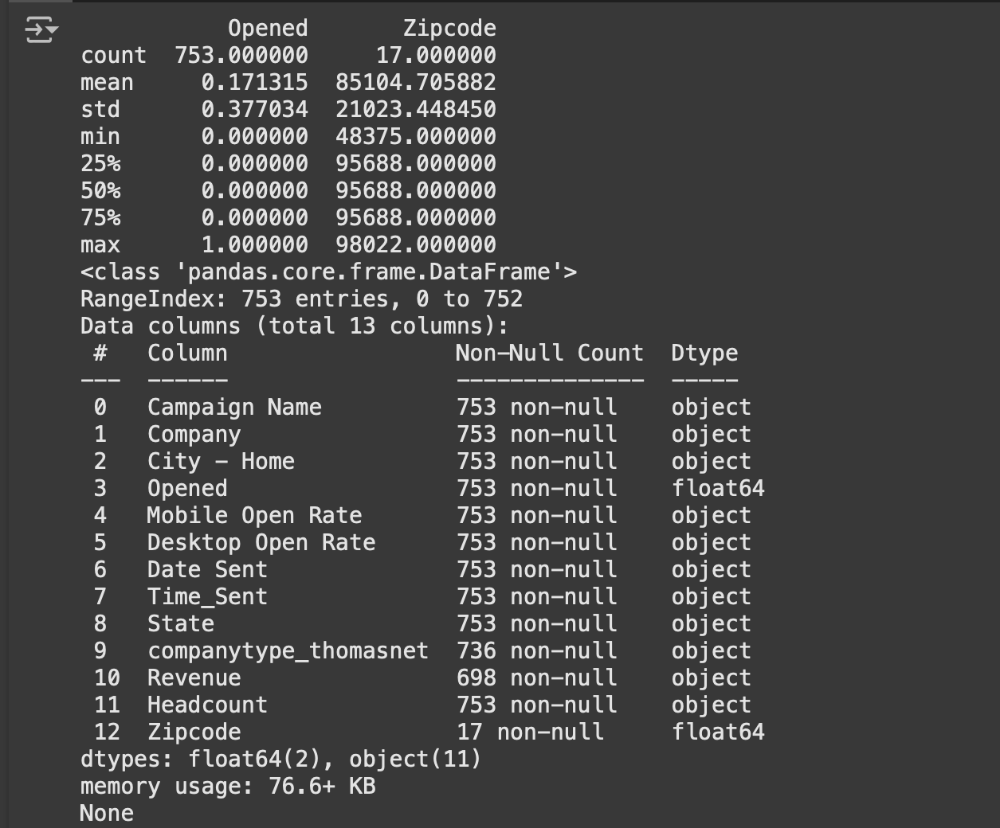 Opened Zipcode
count 753.000000 17.000000
mean 0.171315 85104.705882
std 0.377034 21023.448450
min 0.000000 48375.000000
25% 0.000000 95688.000000
50% 0.000000 95688.000000
75% 0.000000 95688.000000
max 1.000000 98022.000000
<class 'pandas.core.frame.DataFrame'>
RangeIndex: 753 entries, 0 to 752
Data columns (total 13 columns):
# Column Non-Null Count Dtype
--- ------ -------------- -----
0 Campaign Name 753 non-null object
1 Company 753 non-null object
2 City - Home 753 non-null object
3 Opened 753 non-null float64
4 Mobile Open Rate 753 non-null object
5 Desktop Open Rate 753 non-null object
6 Date Sent 753 non-null object
7 Time_Sent 753 non-null object
8 State 753 non-null object
9 companytype_thomasnet 736 non-null object
10 Revenue 698 non-null object
11 Headcount 753 non-null object
12 Zipcode 17 non-null float64
dtypes: float64(2), object(11)
memory usage: 76.6+ KB
None